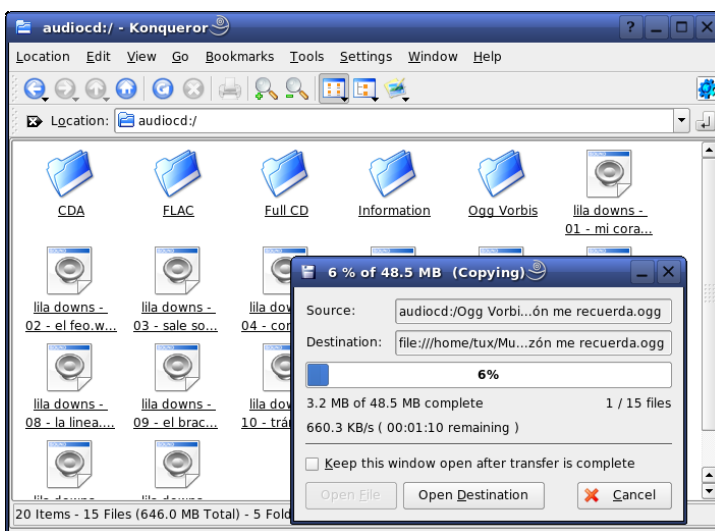 audiocd:/ - Konqueror
Location Edit View Go Bookmarks Tools Settings Window Help
Location: audiocd:/
CDA FLAC Full CD Information Ogg Vorbis lila downs -
01 - mi cora...
lila downs - lila downs - lila dow
02 - el feo.w... 03 - sale so... 04 - cor
lila downs - lila downs - lila dow
08 - la linea.... 09 - el brac... 10 - trán
6 % of 48.5 MB (Copying)
Source: audiocd:/Ogg Vorbi...ón me recuerda.ogg
Destination: file:///home/tux/Mu...zón me recuerda.ogg
6%
3.2 MB of 48.5 MB complete 1 / 15 files
660.3 KB/s ( 00:01:10 remaining )
Keep this window open after transfer is complete
Open File Open Destination Cancel
20 Items - 15 Files (646.0 MB Total) - 5 Fold